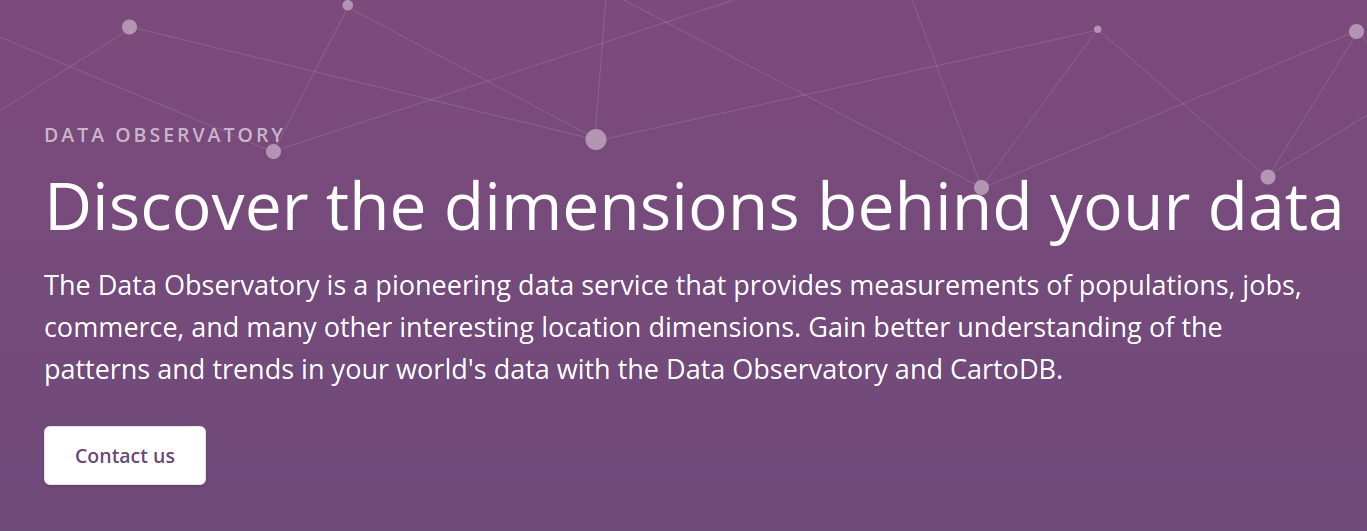 DATA OBSERVATORY
Discover the dimensions behind your data
The Data Observatory is a pioneering data service that provides measurements of populations, jobs,
commerce, and many other interesting location dimensions. Gain better understanding of the
patterns and trends in your world's data with the Data Observatory and CartoDB.
Contact us